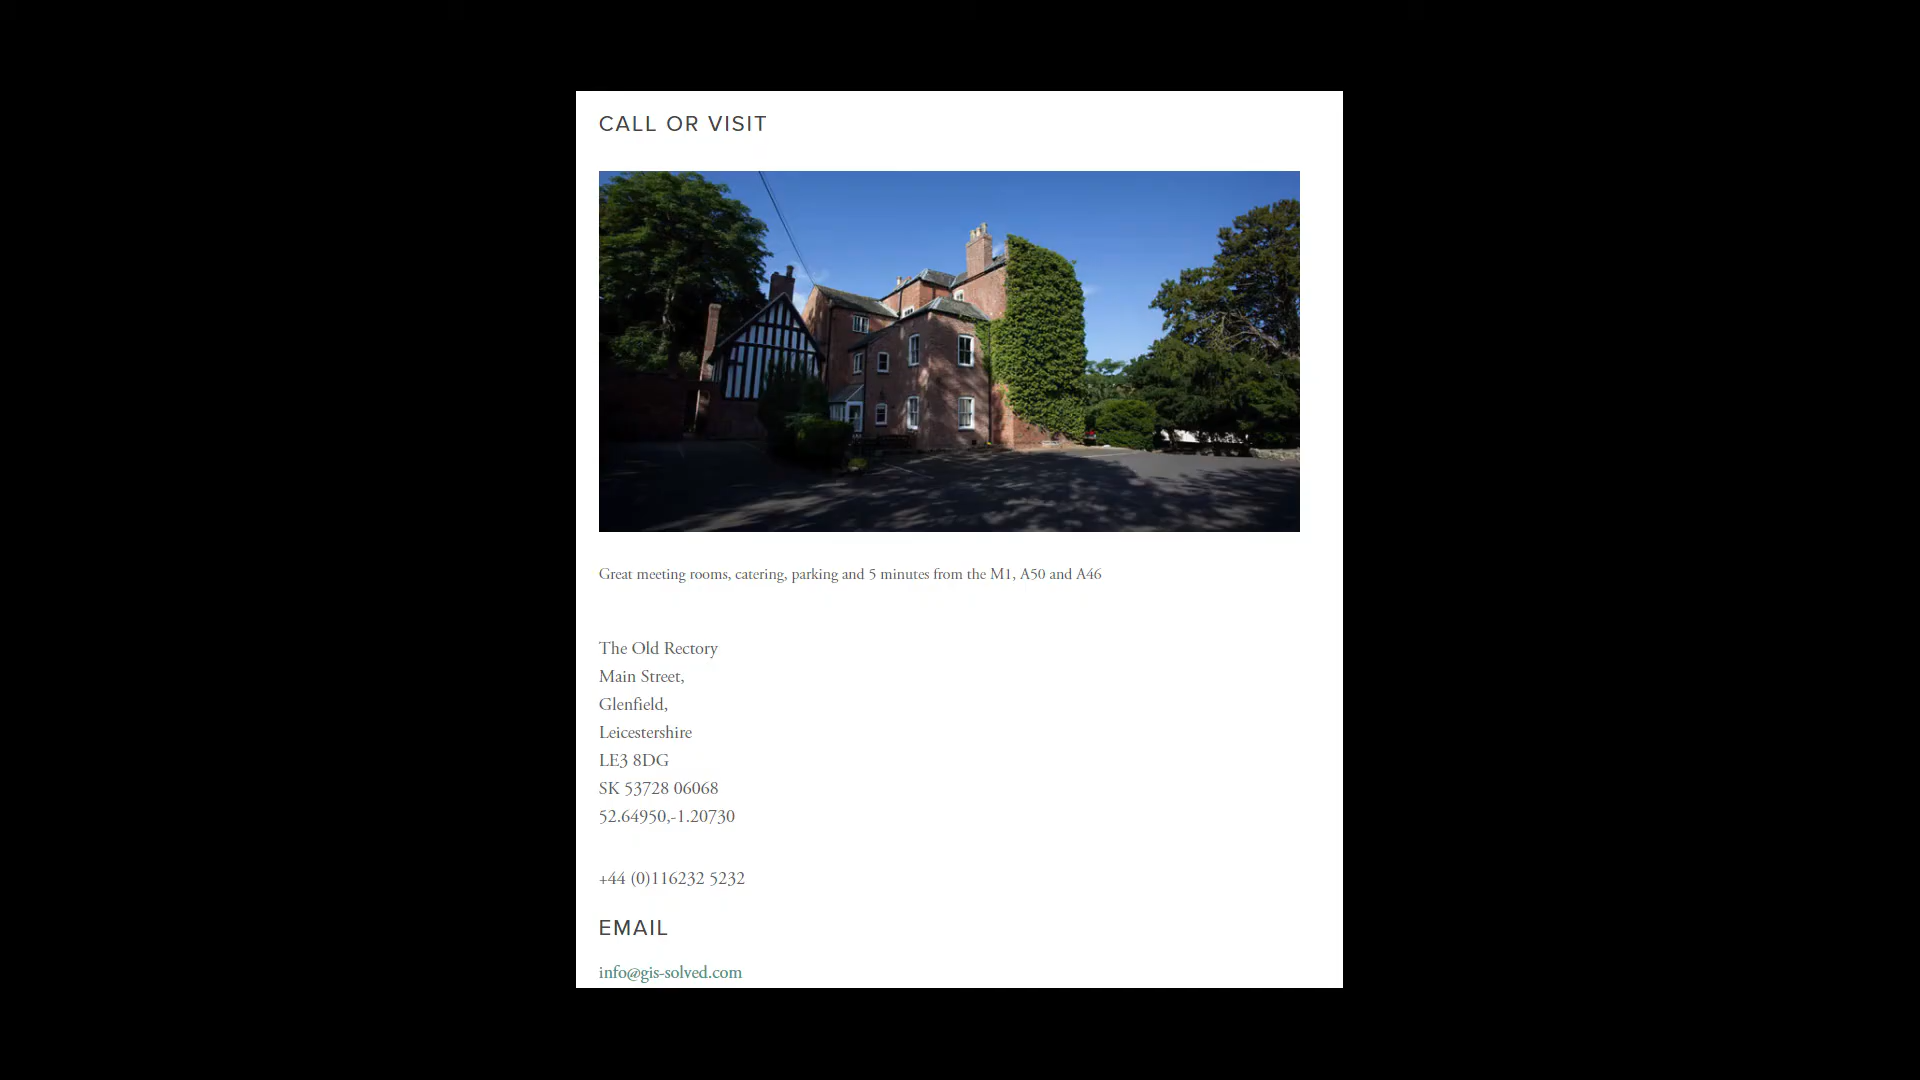 CALL OR VISIT
Great meeting rooms, catering, parking and 5 minutes from the M1, A50 and A46
The Old Rectory
Main Street,
Glenfield,
Leicestershire
LE3 8DG
SK 53728 06068
52.64950,-1.20730
+44 (0)116232 5232
EMAIL
info@gis-solved.com